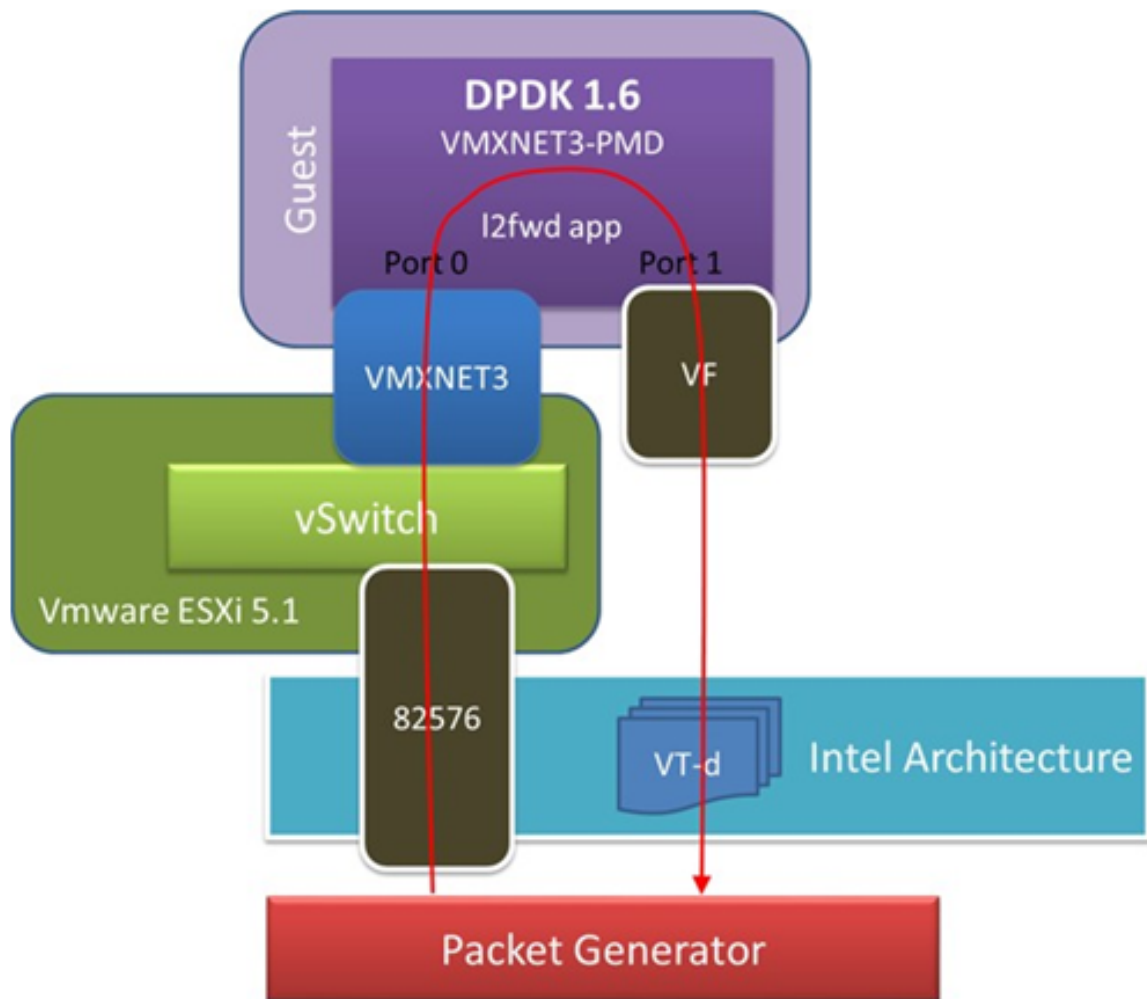 DPDK 1.6
VMXNET3-PMD
Guest
l2fwd app
Port 0
Port 1
VMXNET3
VF
vSwitch
Vmware ESXi 5.1
82576
VT-d
Intel Architecture
Packet Generator